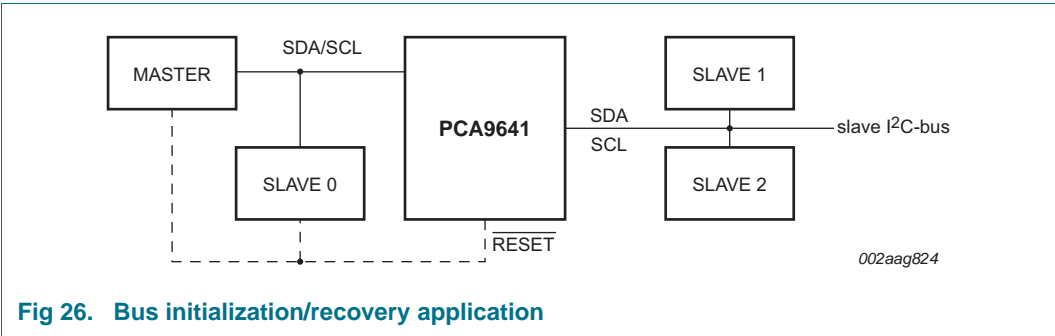 SDA/SCL
MASTER
SLAVE 0
PCA9641
RESET
SDA
SCL
SLAVE 1
SLAVE 2
slave I2C-bus
002aag824
Fig 26. Bus initialization/recovery application